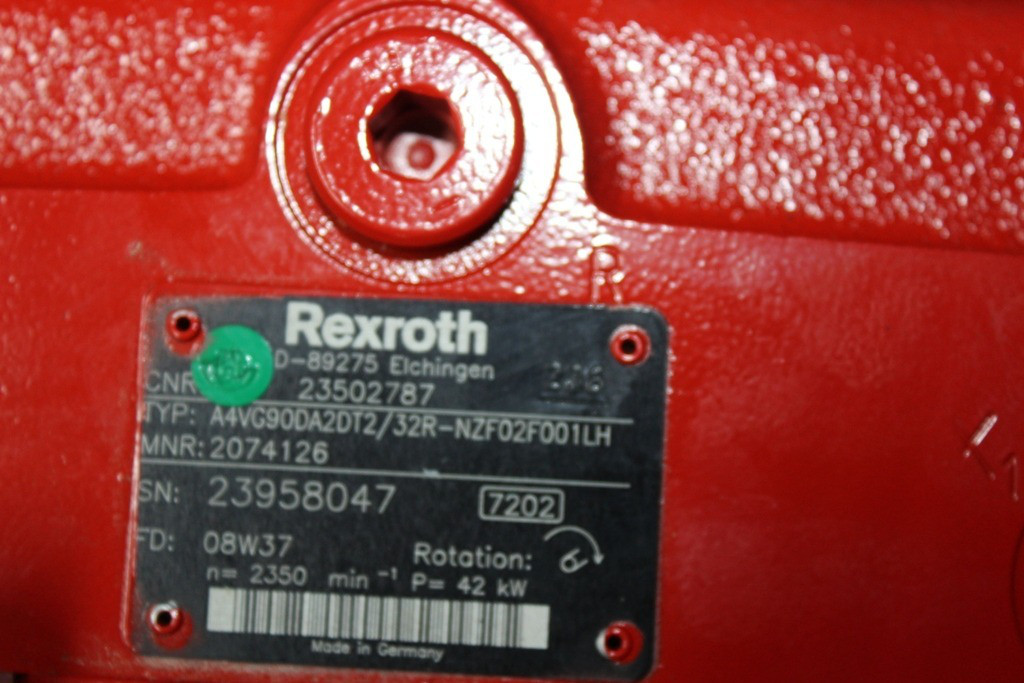 R
Rexroth
D-89275 Elchingen
CNR 23502787
TYP: A4VG90DA2DT2/32R-NZF02F001LH
MNR: 2074126
SN: 23958047 7202
FD: 08W37 Rotation:
n= 2350 min⁻¹ P= 42 kW
Made in Germany